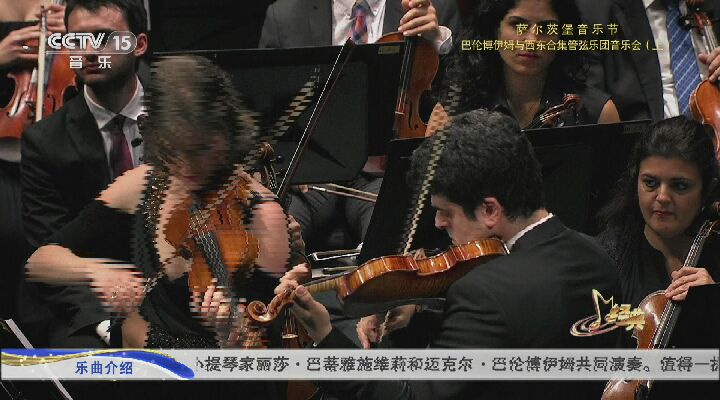 CCTV 15
音乐
萨尔茨堡音乐节
巴伦博伊姆与西东合集管弦乐团音乐会（上）
经典
乐曲介绍
小提琴家丽莎·巴蒂雅施维莉和迈克尔·巴伦博伊姆共同演奏。值得一提